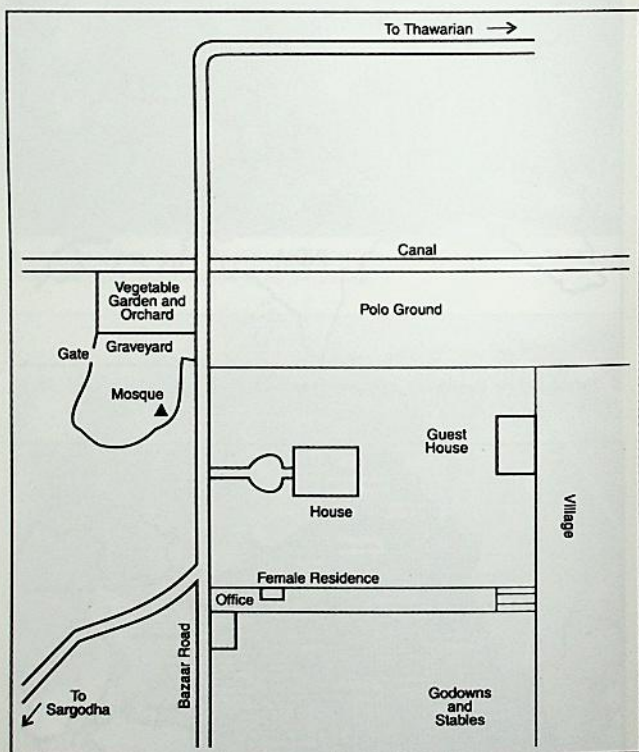 To Thawarian
Canal
Vegetable
Garden and
Orchard
Polo Ground
Gate
Graveyard
Mosque
Guest
House
House
Village
Female Residence
Office
Bazaar Road
To
Sargodha
Godowns
and
Stables